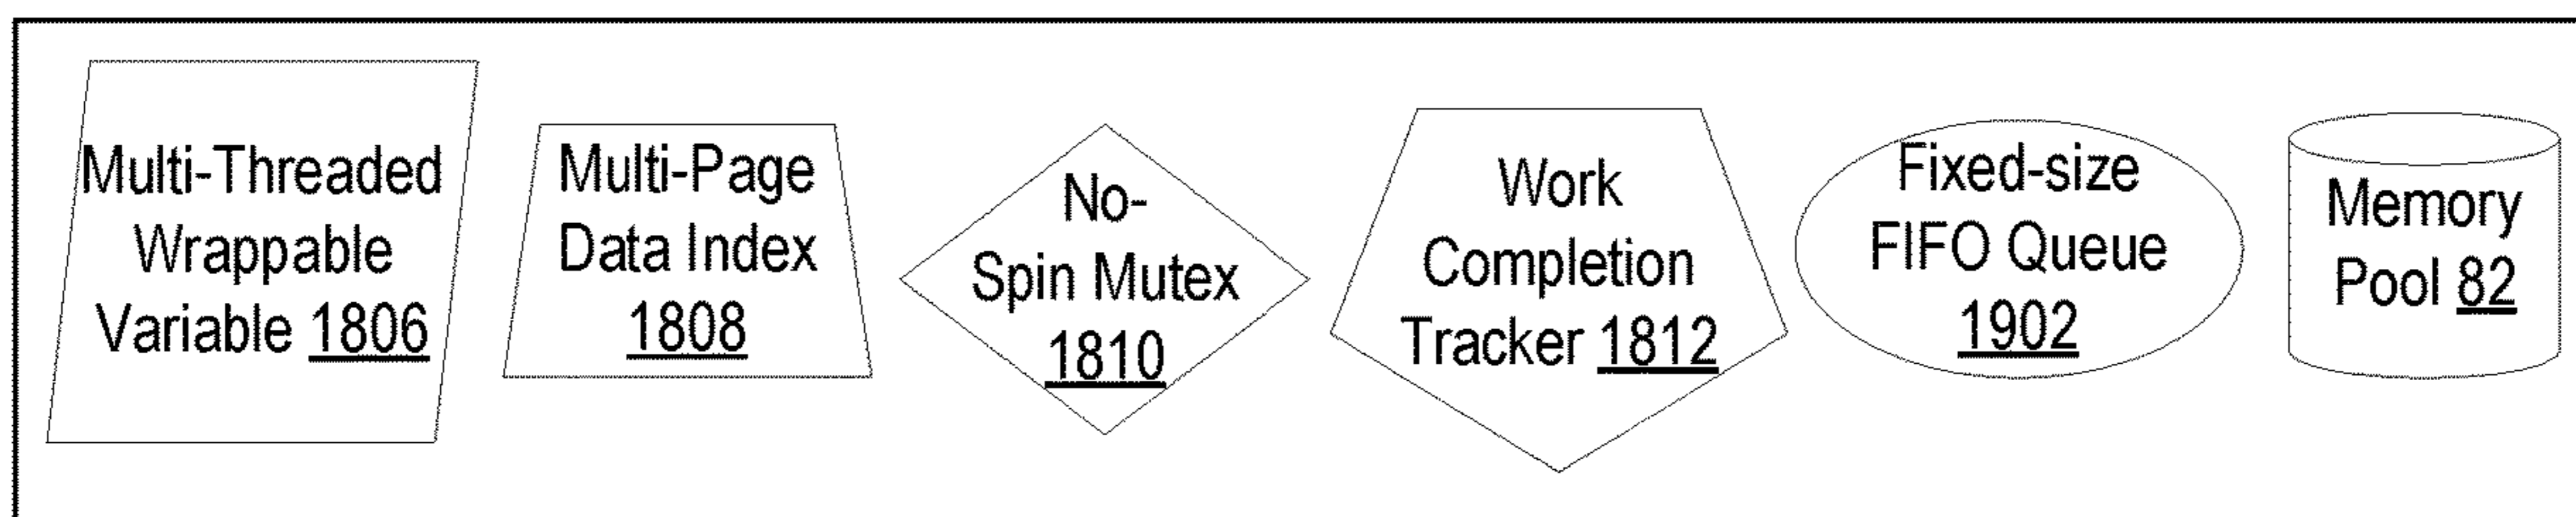 Multi-Threaded
Wrappable
Variable 1806
Multi-Page
Data Index
1808
No-
Spin Mutex
1810
Work
Completion
Tracker 1812
Fixed-size
FIFO Queue
1902
Memory
Pool 82